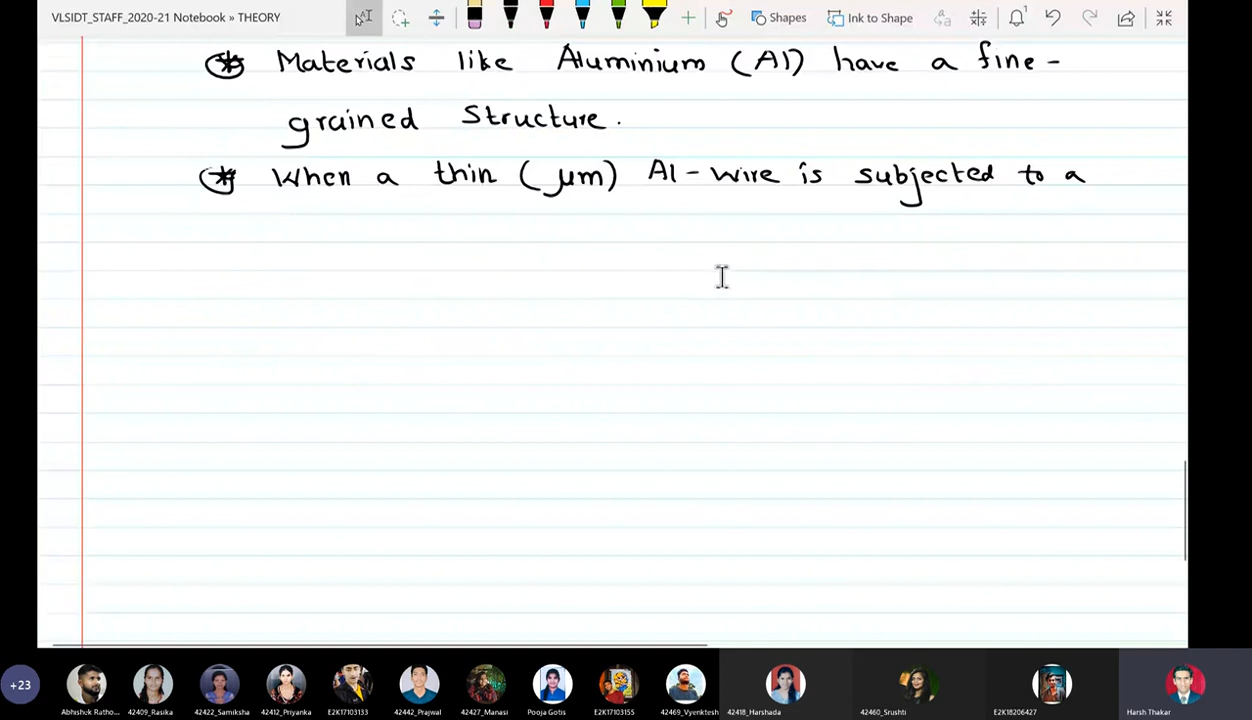 VLSIDT_STAFF_2020-21 Notebook » THEORY
Shapes
Ink to Shape
⊛ Materials like Aluminium (Al) have a fine-
grained structure.
⊛ When a thin (μm) Al-wire is subjected to a
+23
Abhishek Ratho...
42409_Rasika
42422_Samiksha
42412_Priyanka
E2K17103133
42442_Prajwal
42427_Manasi
Pooja Gotis
E2K17103155
42469_Vyenktesh
42418_Harshada
42460_Srushti
E2K18206427
Harsh Thakar